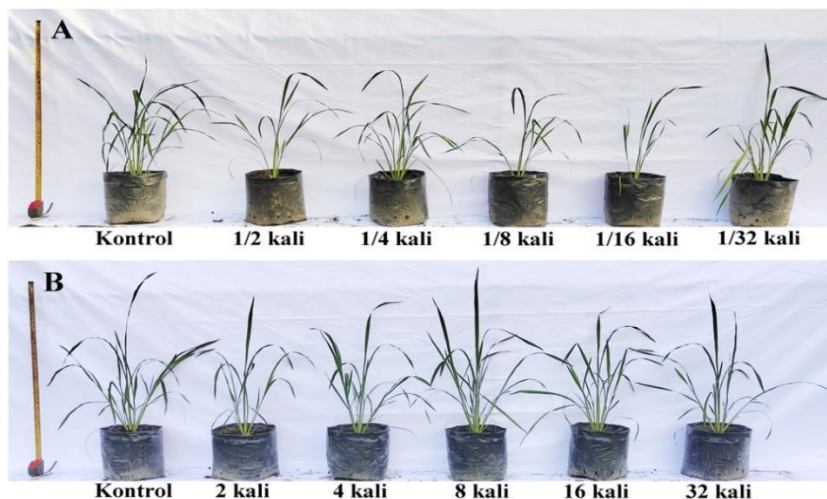 A
Kontrol 1/2 kali 1/4 kali 1/8 kali 1/16 kali 1/32 kali
B
Kontrol 2 kali 4 kali 8 kali 16 kali 32 kali